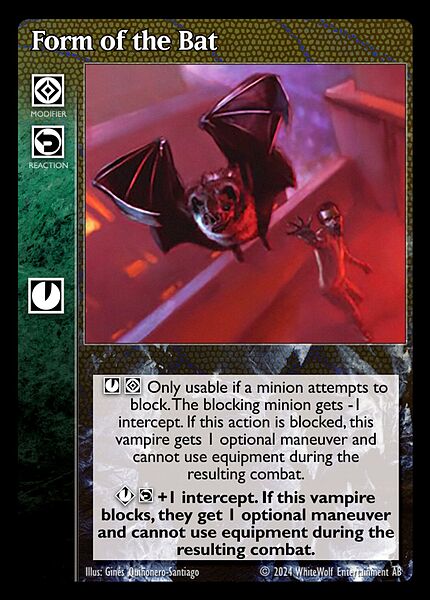 Form of the Bat
MODIFIER
REACTION
Only usable if a minion attempts to
block. The blocking minion gets -1
intercept. If this action is blocked, this
vampire gets 1 optional maneuver and
cannot use equipment during the
resulting combat.
+1 intercept. If this vampire
blocks, they get 1 optional maneuver
and cannot use equipment during the
resulting combat.
Illus: Ginés Quiñonero-Santiago © 2024 WhiteWolf Entertainment AB